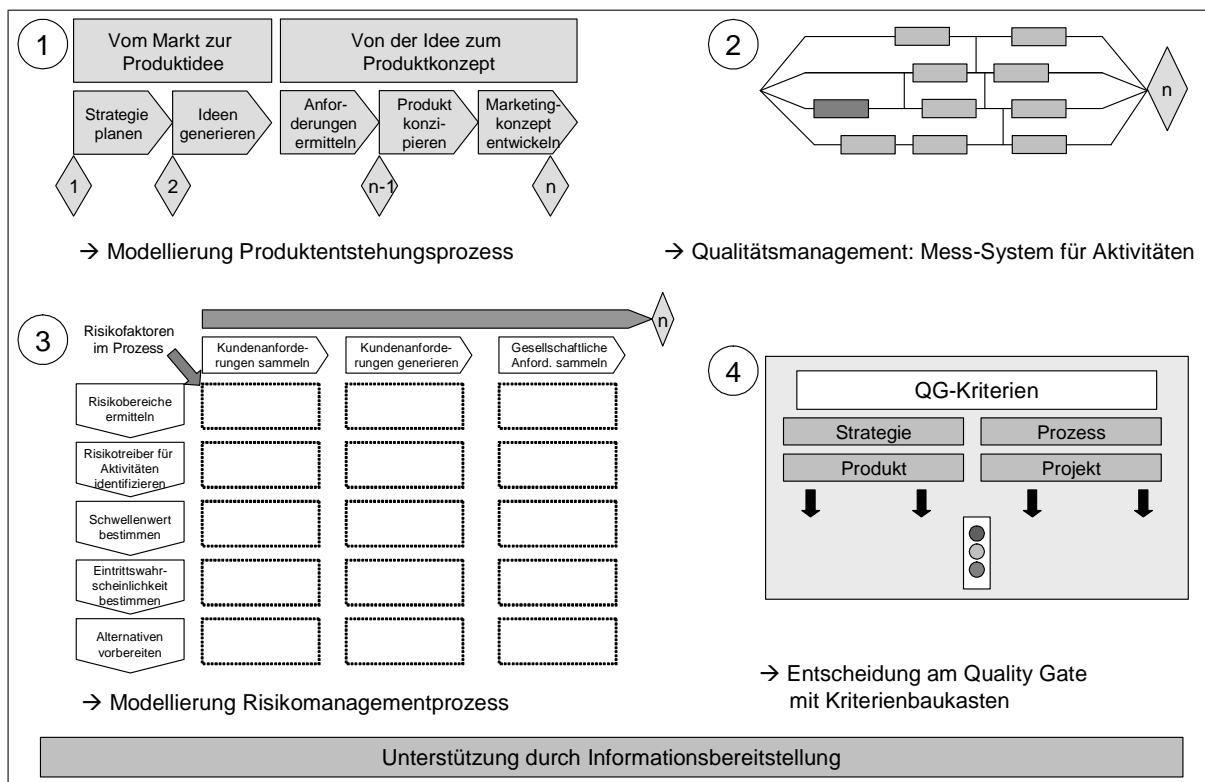 1
Vom Markt zur
Produktidee
Von der Idee zum
Produktkonzept
Strategie
planen
Ideen
generieren
Anfor-
derungen
ermitteln
Produkt
konzi-
pieren
Marketing-
konzept
entwickeln
1
2
n-1
n
→ Modellierung Produktentstehungsprozess
2
n
→ Qualitätsmanagement: Mess-System für Aktivitäten
3
Risikofaktoren
im Prozess
n
Kundenanforde-
rungen sammeln
Kundenanforde-
rungen generieren
Gesellschaftliche
Anford. sammeln
Risikobereiche
ermitteln
Risikotreiber für
Aktivitäten
identifizieren
Schwellenwert
bestimmen
Eintrittswahr-
scheinlichkeit
bestimmen
Alternativen
vorbereiten
→ Modellierung Risikomanagementprozess
4
QG-Kriterien
Strategie
Prozess
Produkt
Projekt
→ Entscheidung am Quality Gate
mit Kriterienbaukasten
Unterstützung durch Informationsbereitstellung